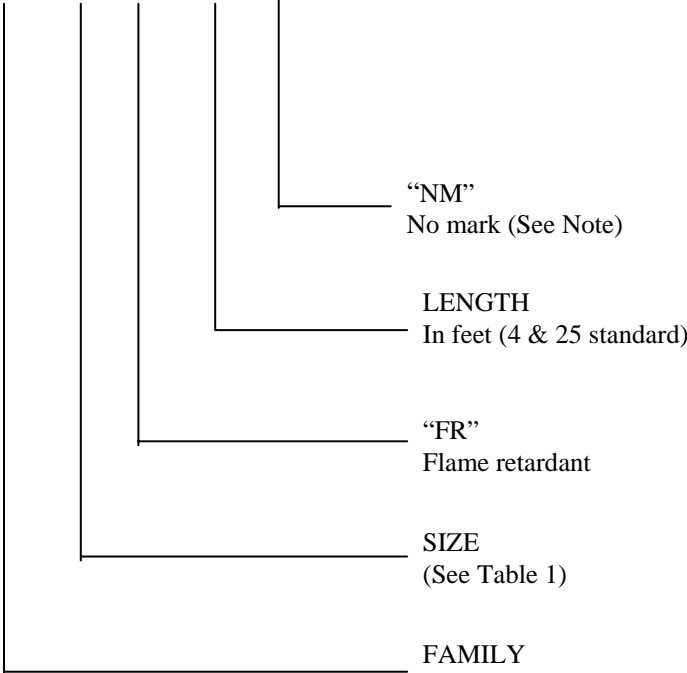 “NM”
No mark (See Note)
LENGTH
In feet (4 & 25 standard)
“FR”
Flame retardant
SIZE
(See Table 1)
FAMILY